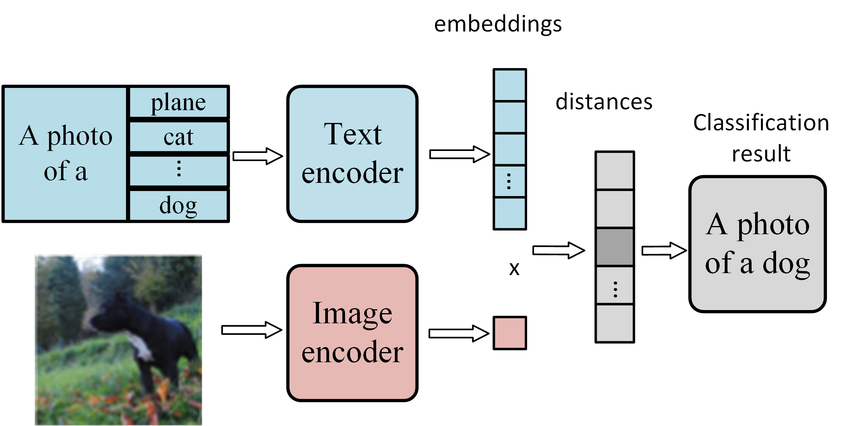 embeddings
A photo
of a
plane
cat
⋮
dog
Text
encoder
⋮
distances
⋮
Classification
result
A photo
of a dog
x
Image
encoder